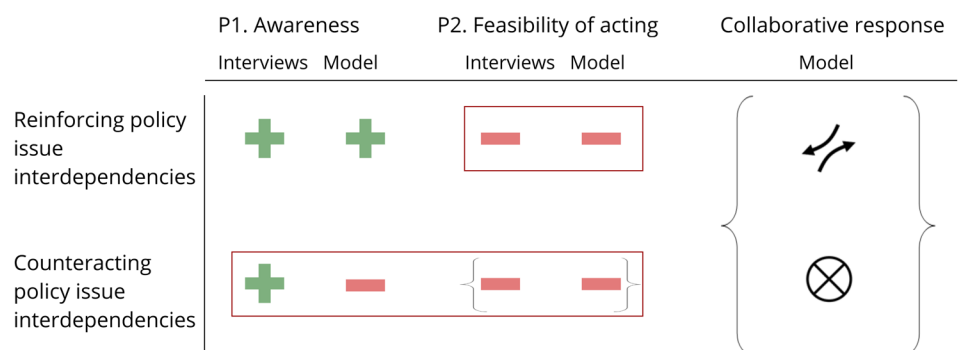 P1. Awareness
P2. Feasibility of acting
Collaborative response
Interviews Model
Interviews Model
Model
Reinforcing policy
issue
interdependencies
Counteracting
policy issue
interdependencies